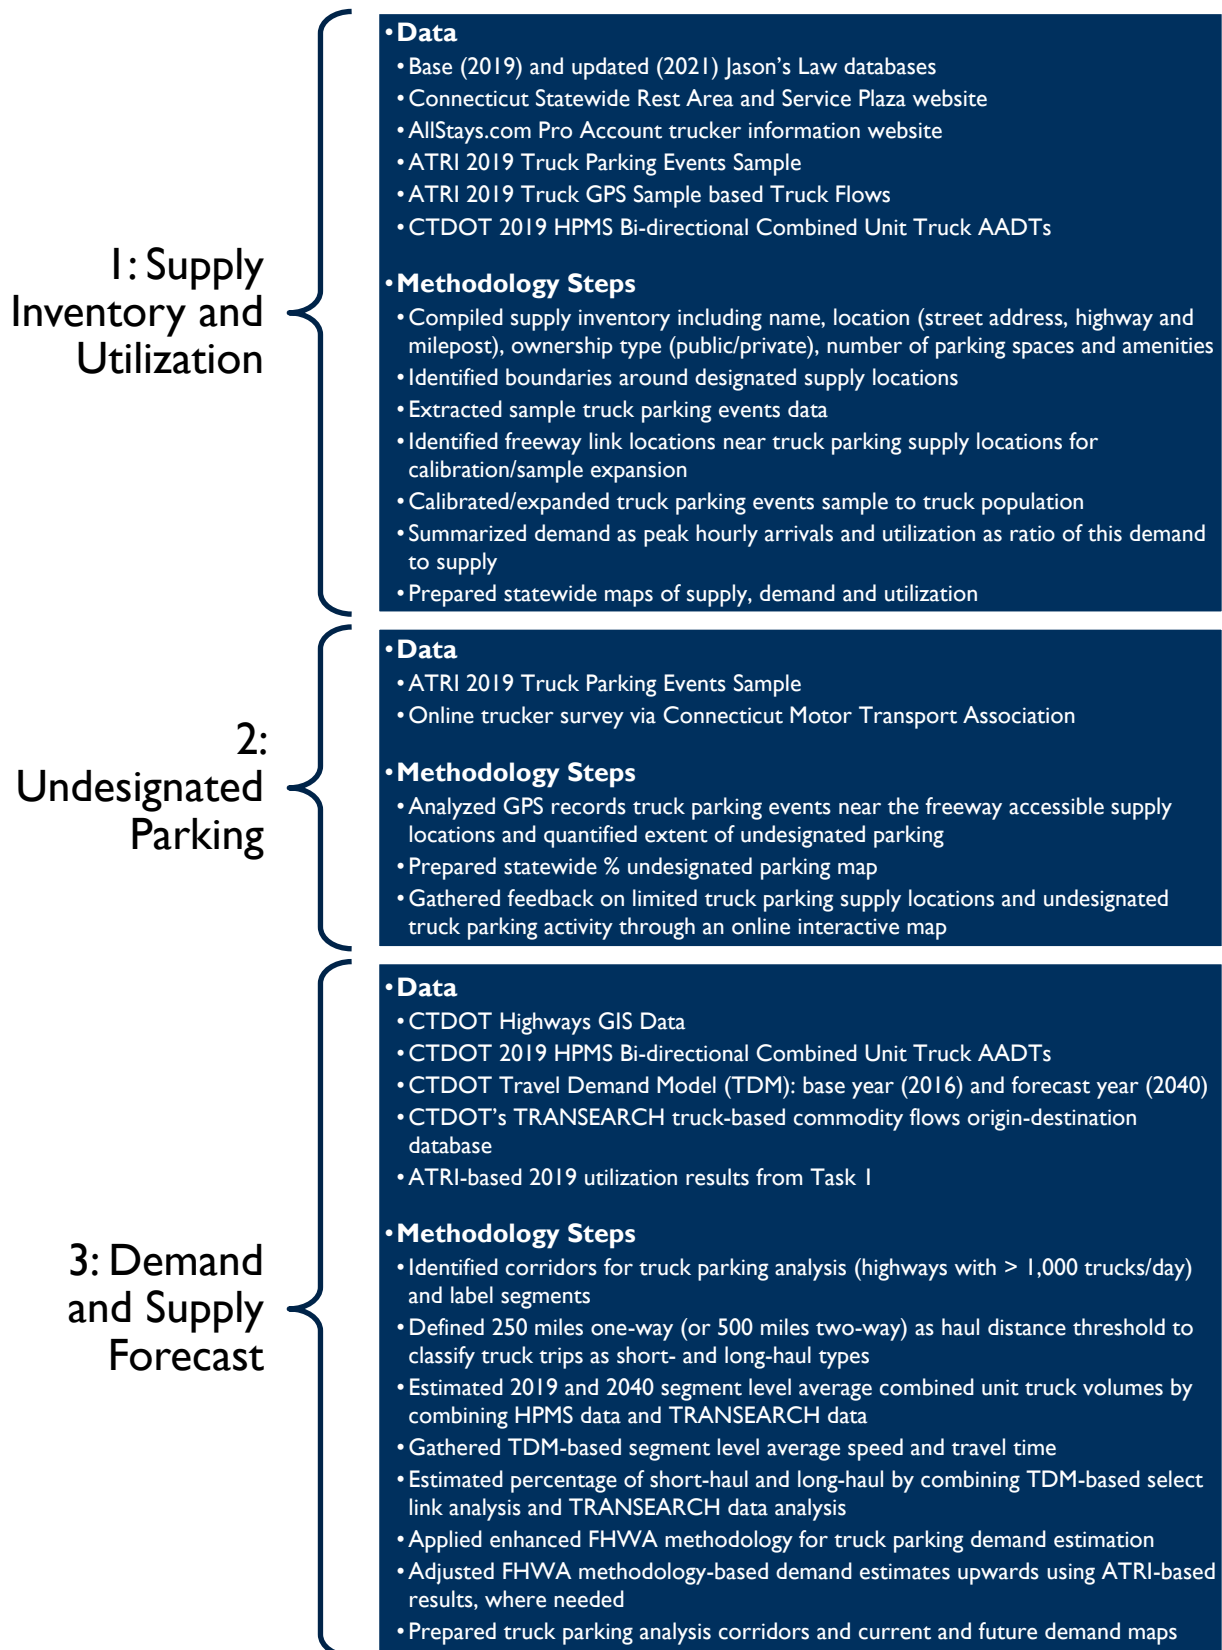 1: Supply
Inventory and
Utilization
•Data
•Base (2019) and updated (2021) Jason's Law databases
•Connecticut Statewide Rest Area and Service Plaza website
•AllStays.com Pro Account trucker information website
•ATRI 2019 Truck Parking Events Sample
•ATRI 2019 Truck GPS Sample based Truck Flows
•CTDOT 2019 HPMS Bi-directional Combined Unit Truck AADTs
•Methodology Steps
•Compiled supply inventory including name, location (street address, highway and
milepost), ownership type (public/private), number of parking spaces and amenities
•Identified boundaries around designated supply locations
•Extracted sample truck parking events data
•Identified freeway link locations near truck parking supply locations for
calibration/sample expansion
•Calibrated/expanded truck parking events sample to truck population
•Summarized demand as peak hourly arrivals and utilization as ratio of this demand
to supply
•Prepared statewide maps of supply, demand and utilization
2:
Undesignated
Parking
•Data
•ATRI 2019 Truck Parking Events Sample
•Online trucker survey via Connecticut Motor Transport Association
•Methodology Steps
•Analyzed GPS records truck parking events near the freeway accessible supply
locations and quantified extent of undesignated parking
•Prepared statewide % undesignated parking map
•Gathered feedback on limited truck parking supply locations and undesignated
truck parking activity through an online interactive map
3: Demand
and Supply
Forecast
•Data
•CTDOT Highways GIS Data
•CTDOT 2019 HPMS Bi-directional Combined Unit Truck AADTs
•CTDOT Travel Demand Model (TDM): base year (2016) and forecast year (2040)
•CTDOT's TRANSEARCH truck-based commodity flows origin-destination
database
•ATRI-based 2019 utilization results from Task 1
•Methodology Steps
•Identified corridors for truck parking analysis (highways with > 1,000 trucks/day)
and label segments
•Defined 250 miles one-way (or 500 miles two-way) as haul distance threshold to
classify truck trips as short- and long-haul types
•Estimated 2019 and 2040 segment level average combined unit truck volumes by
combining HPMS data and TRANSEARCH data
•Gathered TDM-based segment level average speed and travel time
•Estimated percentage of short-haul and long-haul by combining TDM-based select
link analysis and TRANSEARCH data analysis
•Applied enhanced FHWA methodology for truck parking demand estimation
•Adjusted FHWA methodology-based demand estimates upwards using ATRI-based
results, where needed
•Prepared truck parking analysis corridors and current and future demand maps